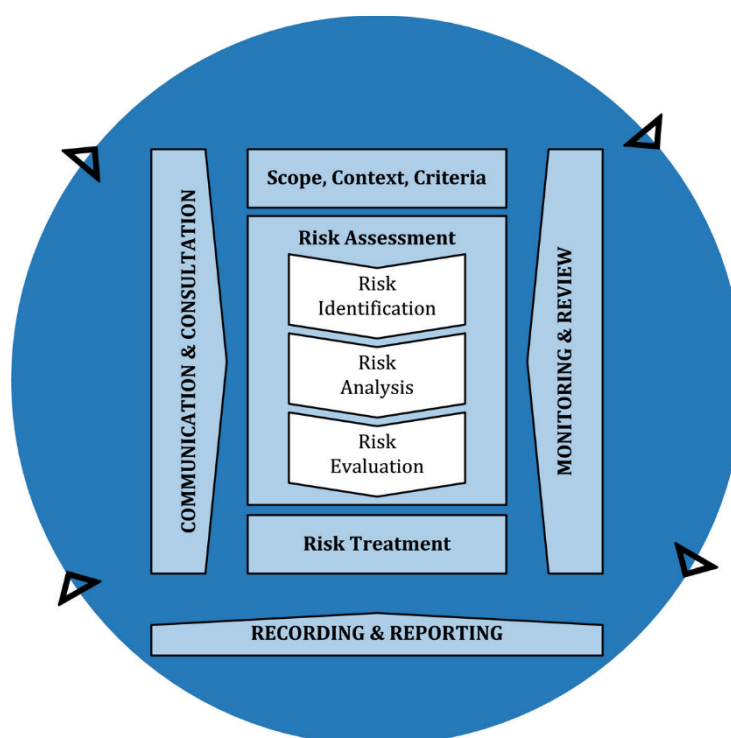 Scope, Context, Criteria
COMMUNICATION & CONSULTATION
Risk Assessment
Risk
Identification
Risk
Analysis
Risk
Evaluation
MONITORING & REVIEW
Risk Treatment
RECORDING & REPORTING